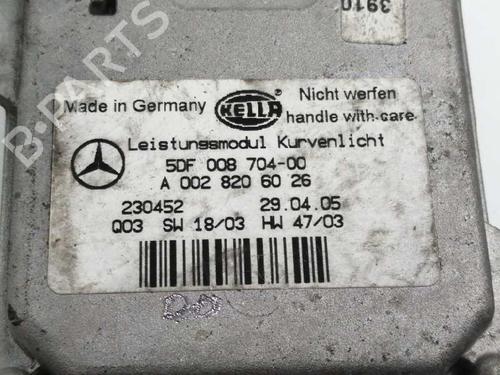 3910
B-PARTS
Made in Germany
HELLA
Nicht werfen
handle with care
Leistungsmodul Kurvenlicht
5DF 008 704-00
A 002 820 60 26
230452 29.04.05
Q03 SW 18/03 HW 47/03